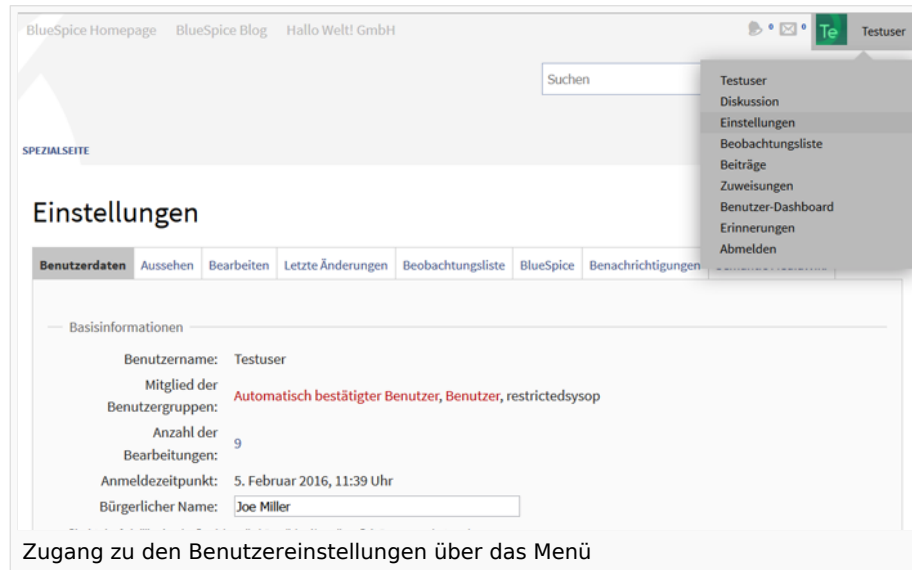 BlueSpice Homepage BlueSpice Blog Hallo Welt! GmbH 0 0 Te Testuser
Suchen
Testuser
Diskussion
Einstellungen
Beobachtungsliste
Beiträge
Zuweisungen
Benutzer-Dashboard
Erinnerungen
Abmelden
SPEZIALSEITE
Einstellungen
Benutzerdaten Aussehen Bearbeiten Letzte Änderungen Beobachtungsliste BlueSpice Benachrichtigungen
Basisinformationen
Benutzername: Testuser
Mitglied der
Benutzergruppen: Automatisch bestätigter Benutzer, Benutzer, restrictedsysop
Anzahl der
Bearbeitungen: 9
Anmeldezeitpunkt: 5. Februar 2016, 11:39 Uhr
Bürgerlicher Name: Joe Miller
Zugang zu den Benutzereinstellungen über das Menü